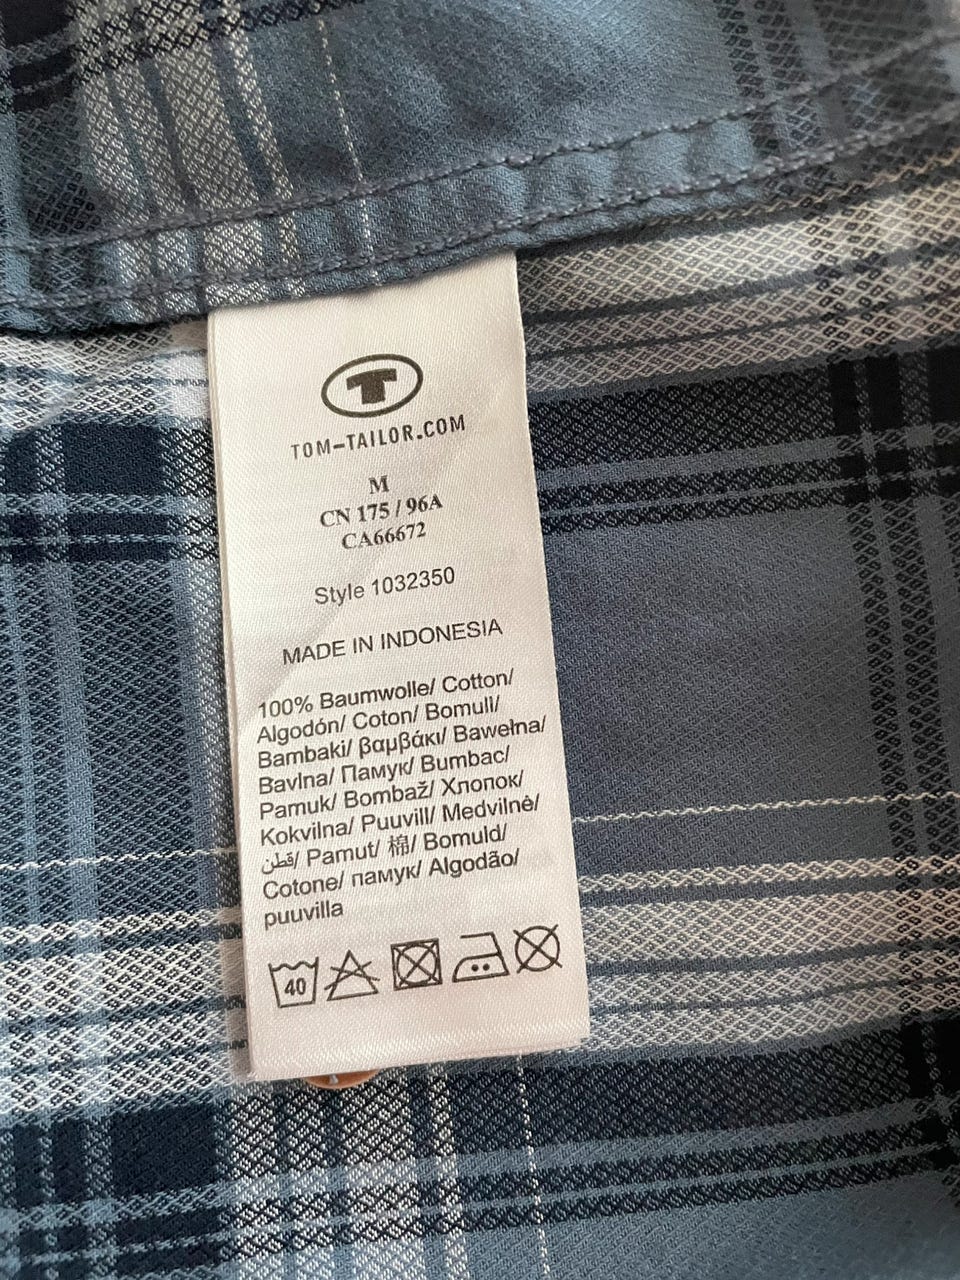 T
TOM-TAILOR.COM
M
CN 175 / 96A
CA66672
Style 1032350
MADE IN INDONESIA
100% Baumwolle/ Cotton/
Algodón/ Coton/ Bomull/
Bambaki/ βαμβάκι/ Bawełna/
Bavlna/ Памук/ Bumbac/
Pamuk/ Bombaž/ Хлопок/
Kokvilna/ Puuvill/ Medvilnė/
قطن/ Pamut/ 棉/ Bomuld/
Cotone/ памук/ Algodão/
puuvilla
40